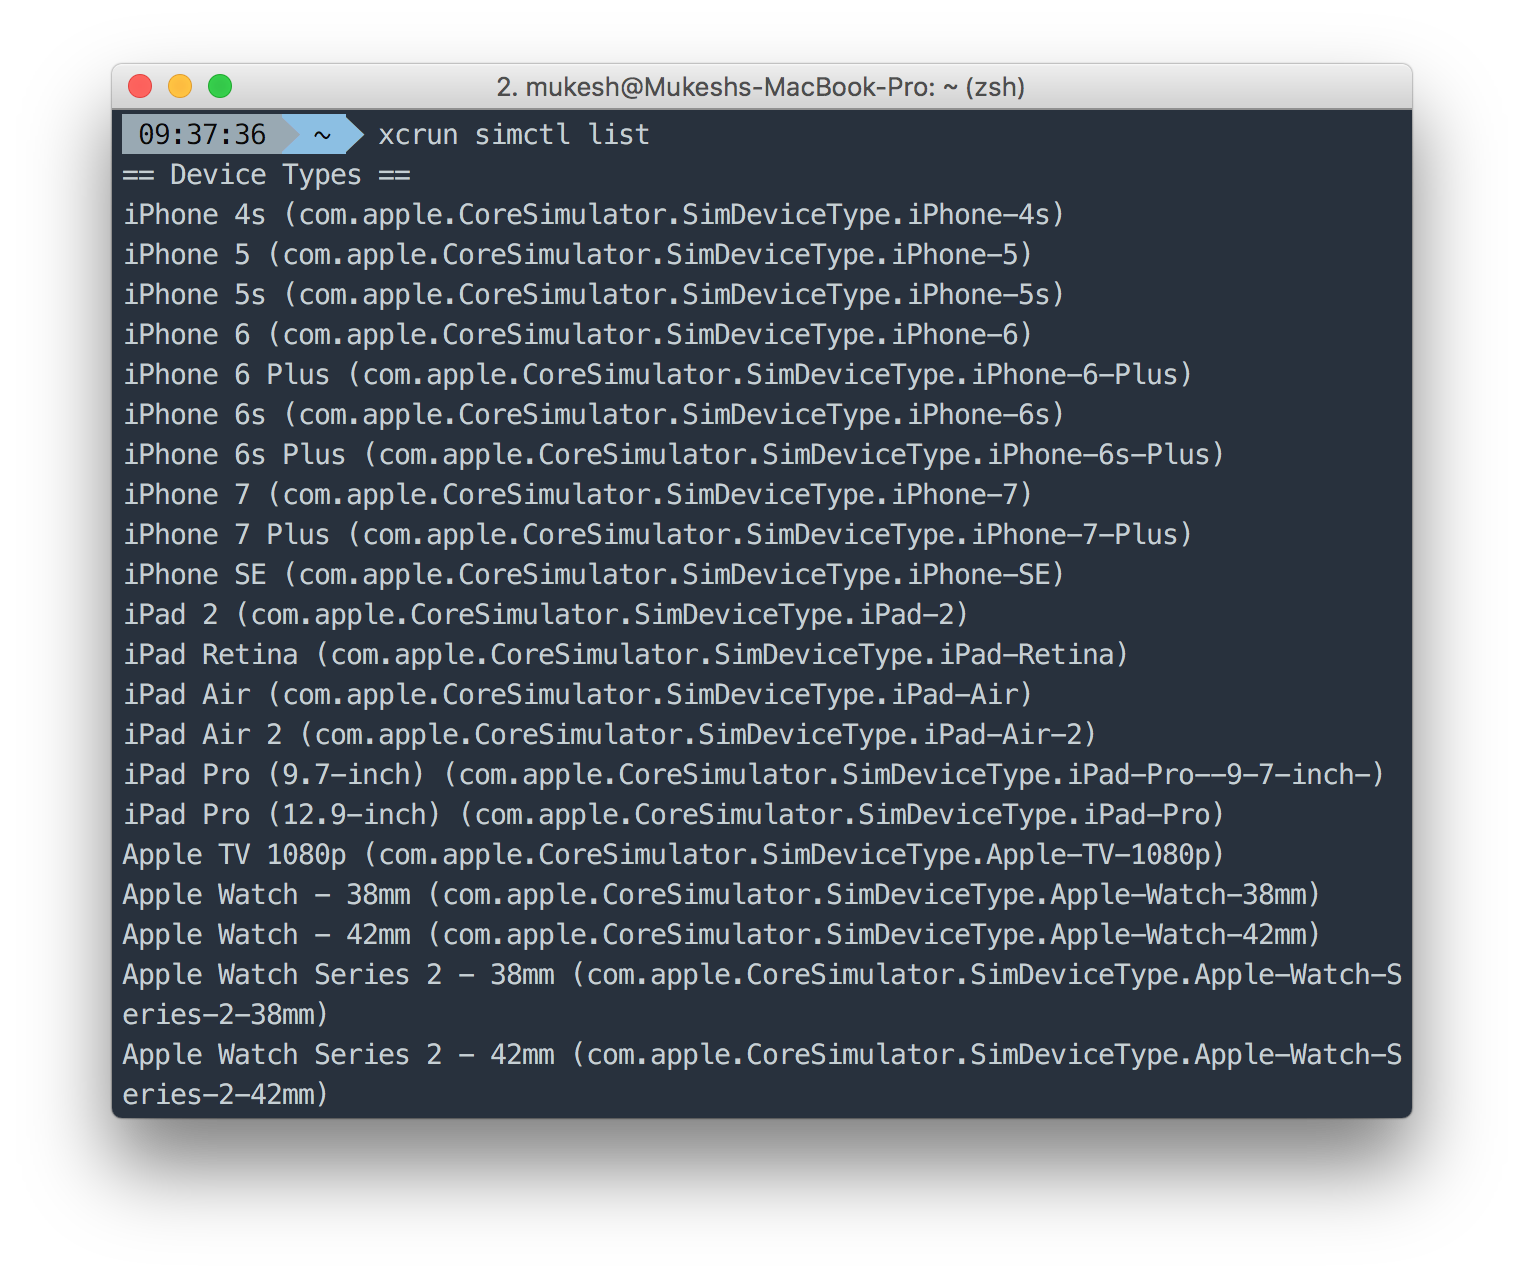 2. mukesh@Mukeshs-MacBook-Pro: ~ (zsh)
09:37:36 ~ xcrun simctl list
== Device Types ==
iPhone 4s (com.apple.CoreSimulator.SimDeviceType.iPhone-4s)
iPhone 5 (com.apple.CoreSimulator.SimDeviceType.iPhone-5)
iPhone 5s (com.apple.CoreSimulator.SimDeviceType.iPhone-5s)
iPhone 6 (com.apple.CoreSimulator.SimDeviceType.iPhone-6)
iPhone 6 Plus (com.apple.CoreSimulator.SimDeviceType.iPhone-6-Plus)
iPhone 6s (com.apple.CoreSimulator.SimDeviceType.iPhone-6s)
iPhone 6s Plus (com.apple.CoreSimulator.SimDeviceType.iPhone-6s-Plus)
iPhone 7 (com.apple.CoreSimulator.SimDeviceType.iPhone-7)
iPhone 7 Plus (com.apple.CoreSimulator.SimDeviceType.iPhone-7-Plus)
iPhone SE (com.apple.CoreSimulator.SimDeviceType.iPhone-SE)
iPad 2 (com.apple.CoreSimulator.SimDeviceType.iPad-2)
iPad Retina (com.apple.CoreSimulator.SimDeviceType.iPad-Retina)
iPad Air (com.apple.CoreSimulator.SimDeviceType.iPad-Air)
iPad Air 2 (com.apple.CoreSimulator.SimDeviceType.iPad-Air-2)
iPad Pro (9.7-inch) (com.apple.CoreSimulator.SimDeviceType.iPad-Pro--9-7-inch-)
iPad Pro (12.9-inch) (com.apple.CoreSimulator.SimDeviceType.iPad-Pro)
Apple TV 1080p (com.apple.CoreSimulator.SimDeviceType.Apple-TV-1080p)
Apple Watch - 38mm (com.apple.CoreSimulator.SimDeviceType.Apple-Watch-38mm)
Apple Watch - 42mm (com.apple.CoreSimulator.SimDeviceType.Apple-Watch-42mm)
Apple Watch Series 2 - 38mm (com.apple.CoreSimulator.SimDeviceType.Apple-Watch-S
eries-2-38mm)
Apple Watch Series 2 - 42mm (com.apple.CoreSimulator.SimDeviceType.Apple-Watch-S
eries-2-42mm)